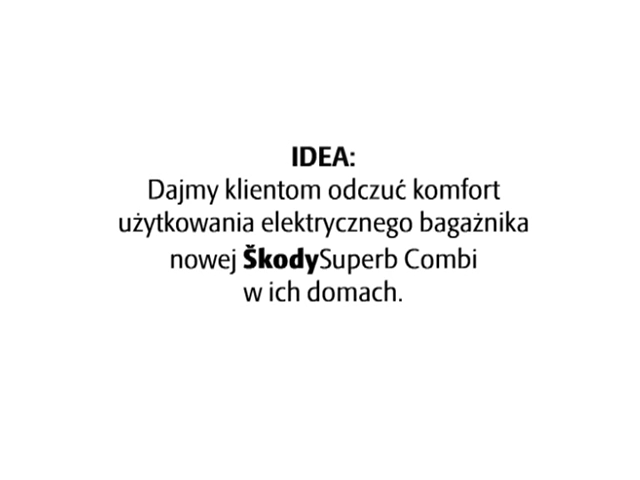 IDEA:
Dajmy klientom odczuć komfort
użytkowania elektrycznego bagażnika
nowej ŠkodySuperb Combi
w ich domach.